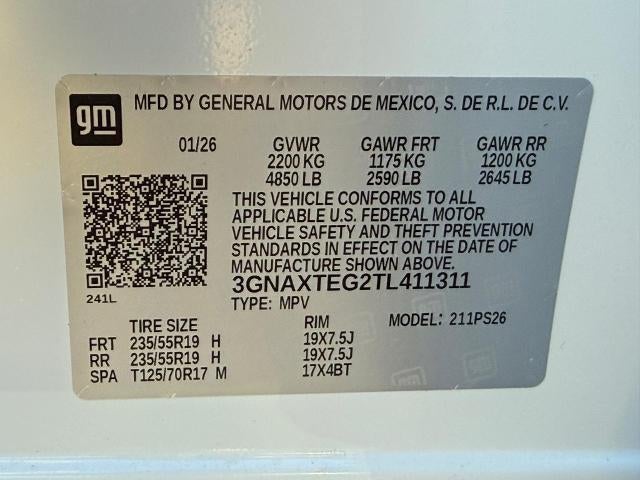 gm
MFD BY GENERAL MOTORS DE MEXICO, S. DE R.L. DE C.V.
01/26 GVWR GAWR FRT GAWR RR
2200 KG 1175 KG 1200 KG
4850 LB 2590 LB 2645 LB
THIS VEHICLE CONFORMS TO ALL
APPLICABLE U.S. FEDERAL MOTOR
VEHICLE SAFETY AND THEFT PREVENTION
STANDARDS IN EFFECT ON THE DATE OF
MANUFACTURE SHOWN ABOVE.
3GNAXTEG2TL411311
241L
TYPE: MPV
TIRE SIZE RIM MODEL: 211PS26
FRT 235/55R19 H 19X7.5J
RR 235/55R19 H 19X7.5J
SPA T125/70R17 M 17X4BT